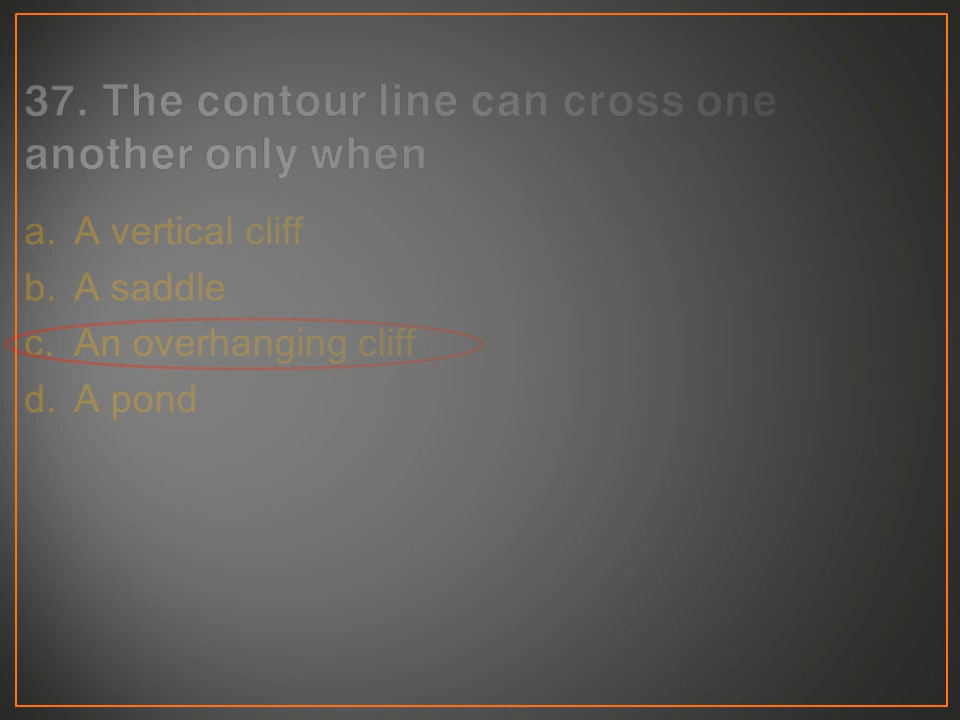 37. The contour line can cross one
another only when
a. A vertical cliff
b. A saddle
c. An overhanging cliff
d. A pond